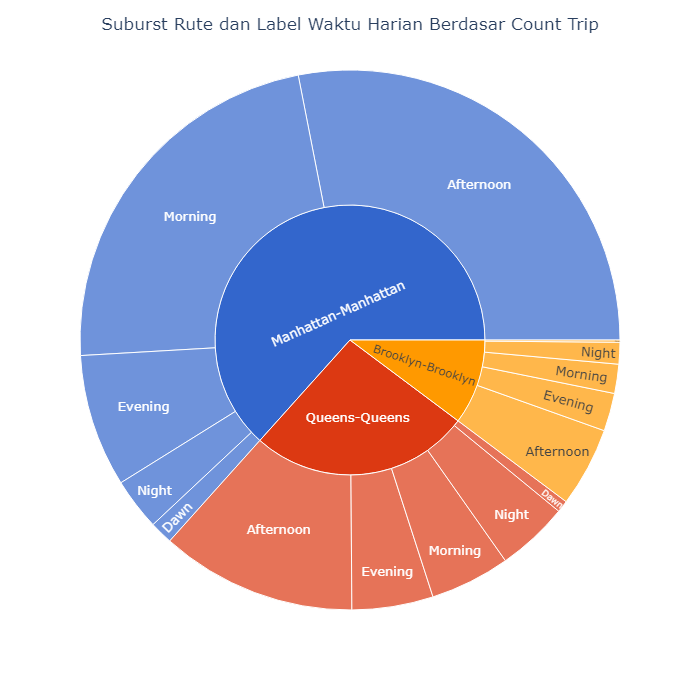 Suburst Rute dan Label Waktu Harian Berdasar Count Trip
Afternoon
Morning
Manhattan-Manhattan
Evening
Night
Dawn
Brooklyn-Brooklyn
Night
Morning
Evening
Afternoon
Queens-Queens
Afternoon
Evening
Morning
Night
Dawn